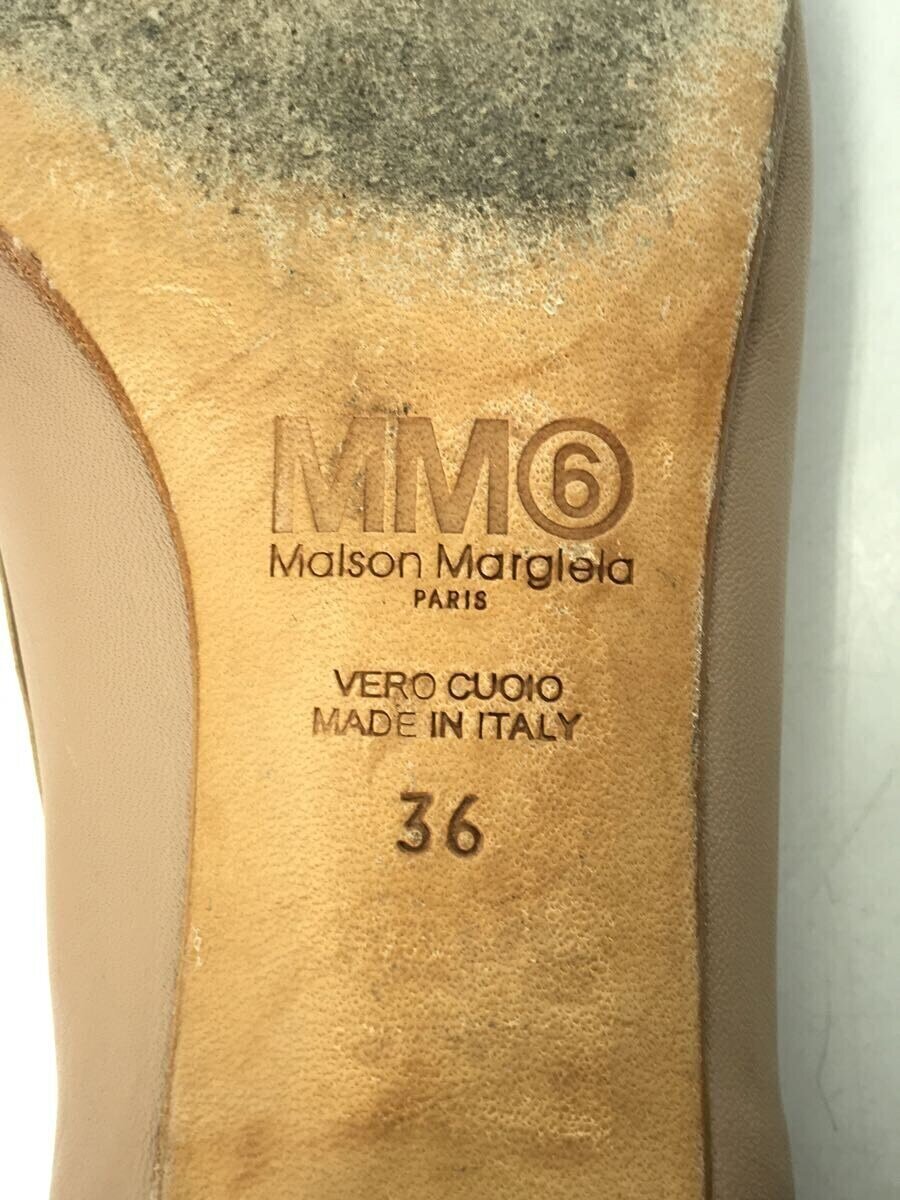 MM⑥
Maison Margiela
PARIS
VERO CUOIO
MADE IN ITALY
36